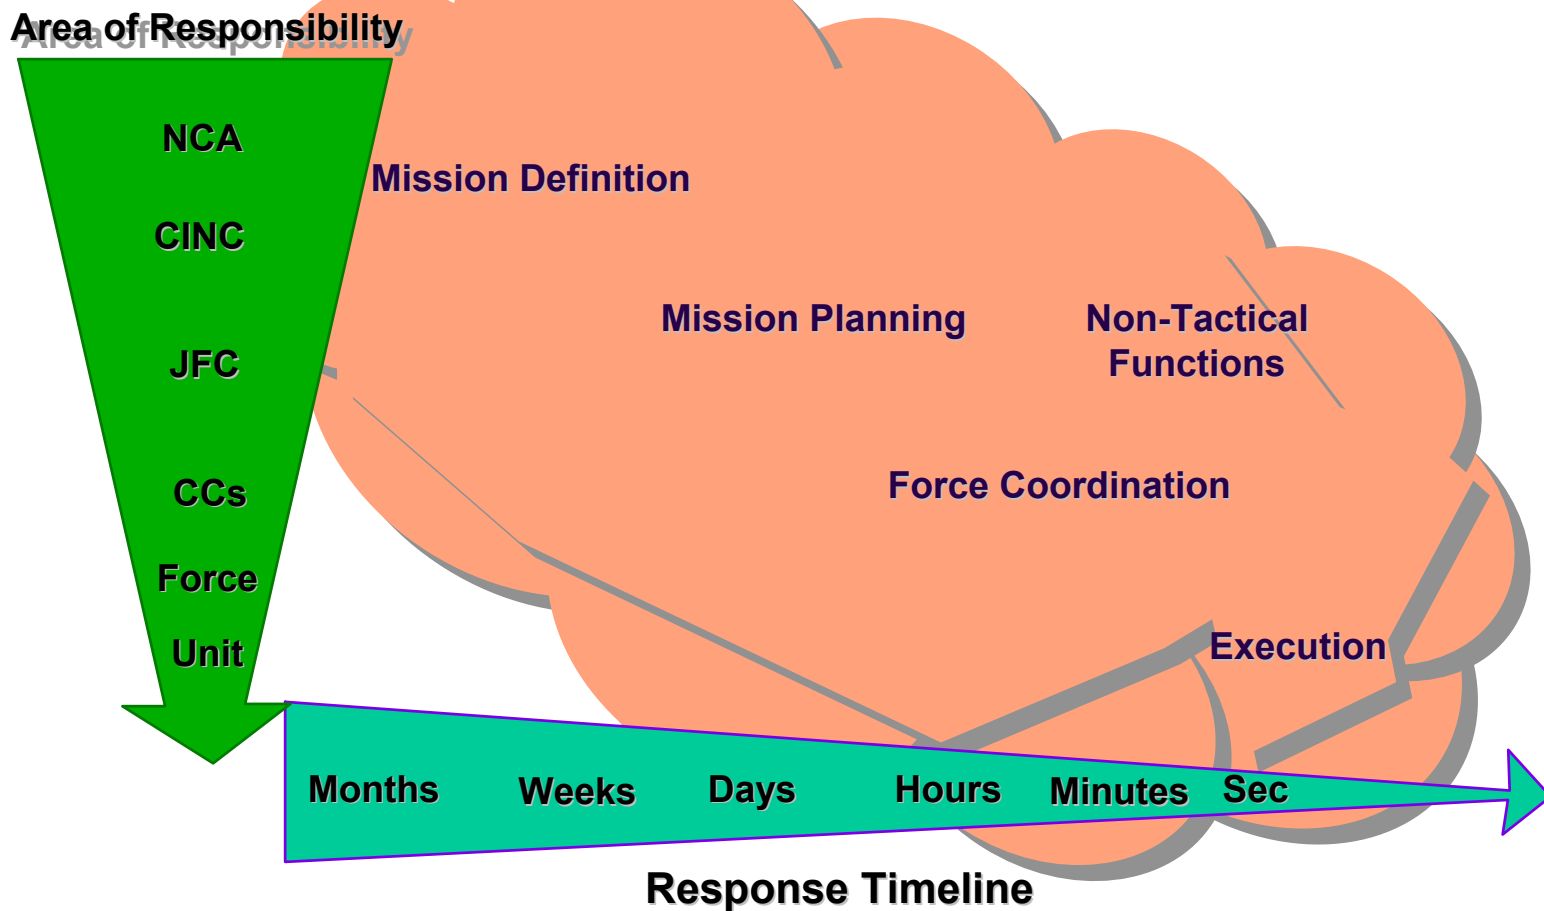 Area of Responsibility
NCA
Mission Definition
CINC
Mission Planning
Non-Tactical
Functions
JFC
CCs
Force Coordination
Force
Unit
Execution
Months
Weeks
Days
Hours
Minutes
Sec
Response Timeline